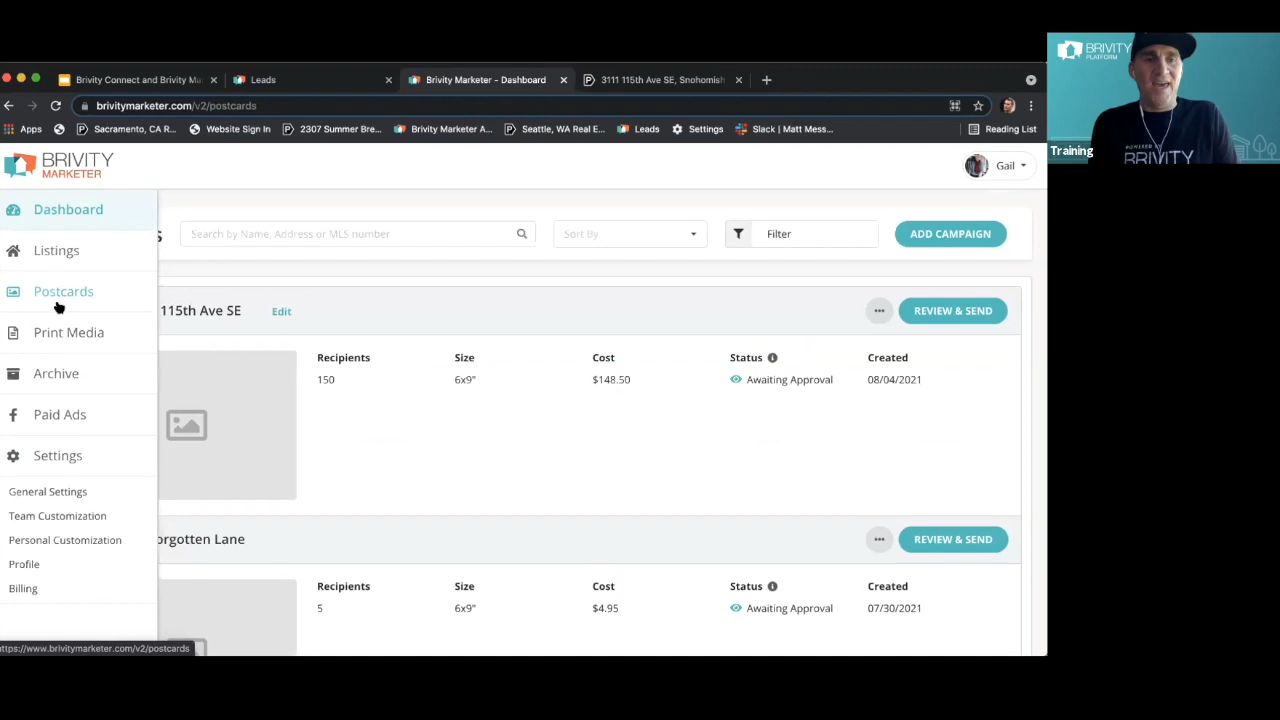 Brivity Connect and Brivity Ma
Leads
Brivity Marketer - Dashboard
3111 115th Ave SE, Snohomish
brivitymarketer.com/v2/postcards
Apps
Sacramento, CA R...
Website Sign In
2307 Summer Bre...
Brivity Marketer A...
Seattle, WA Real E...
Leads
Settings
Slack | Matt Mess...
Reading List
BRIVITY
PLATFORM
Training
POWERED BY
BRIVITY
BRIVITY
MARKETER
Gail
Dashboard
Listings
Postcards
Print Media
Archive
Paid Ads
Settings
General Settings
Team Customization
Personal Customization
Profile
Billing
S
Search by Name, Address or MLS number
Sort By
Filter
ADD CAMPAIGN
115th Ave SE
Edit
REVIEW & SEND
Recipients
Size
Cost
Status
Created
150
6x9"
$148.50
Awaiting Approval
08/04/2021
orgotten Lane
REVIEW & SEND
Recipients
Size
Cost
Status
Created
5
6x9"
$4.95
Awaiting Approval
07/30/2021
https://www.brivitymarketer.com/v2/postcards